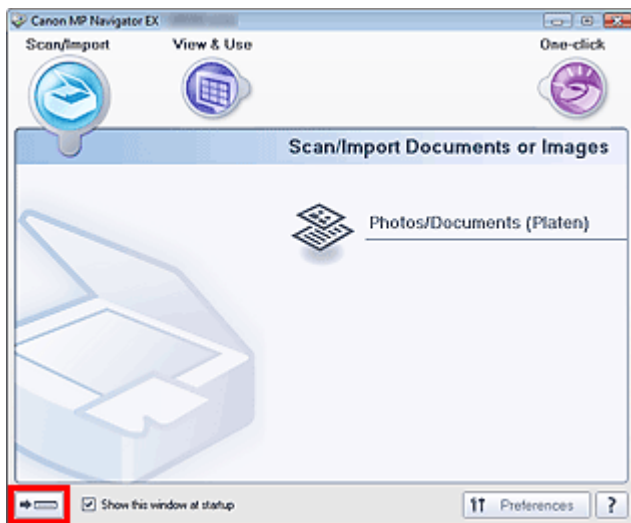 Canon MP Navigator EX
Scan/Import
View & Use
One-click
Scan/Import Documents or Images
Photos/Documents (Platen)
Show this window at startup
Preferences
?